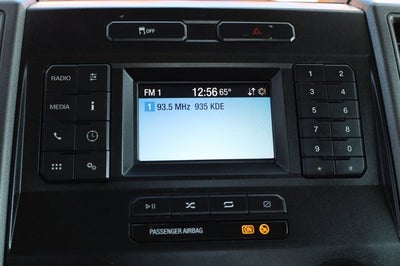 OFF
RADIO
MEDIA
FM 1 12:56 65°
1 93.5 MHz 935 KDE
1 2
3 4
5 6
7 8
9 0
* #
PASSENGER AIRBAG ON